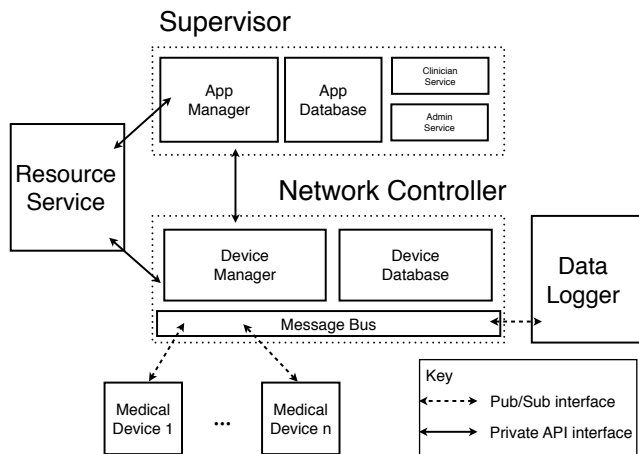 Supervisor
App
Manager
App
Database
Clinician
Service
Admin
Service
Resource
Service
Network Controller
Device
Manager
Device
Database
Message Bus
Data
Logger
Medical
Device 1
...
Medical
Device n
Key
Pub/Sub interface
Private API interface